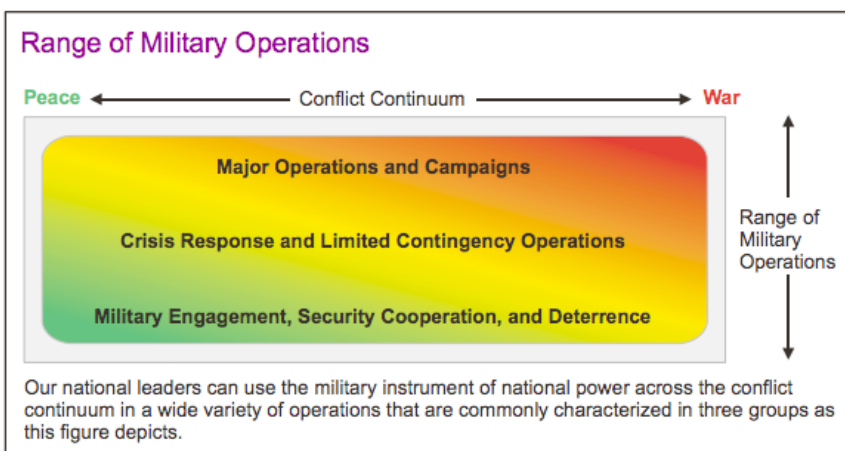 Range of Military Operations
Peace Conflict Continuum War
Major Operations and Campaigns
Crisis Response and Limited Contingency Operations
Military Engagement, Security Cooperation, and Deterrence
Range of
Military
Operations
Our national leaders can use the military instrument of national power across the conflict
continuum in a wide variety of operations that are commonly characterized in three groups as
this figure depicts.